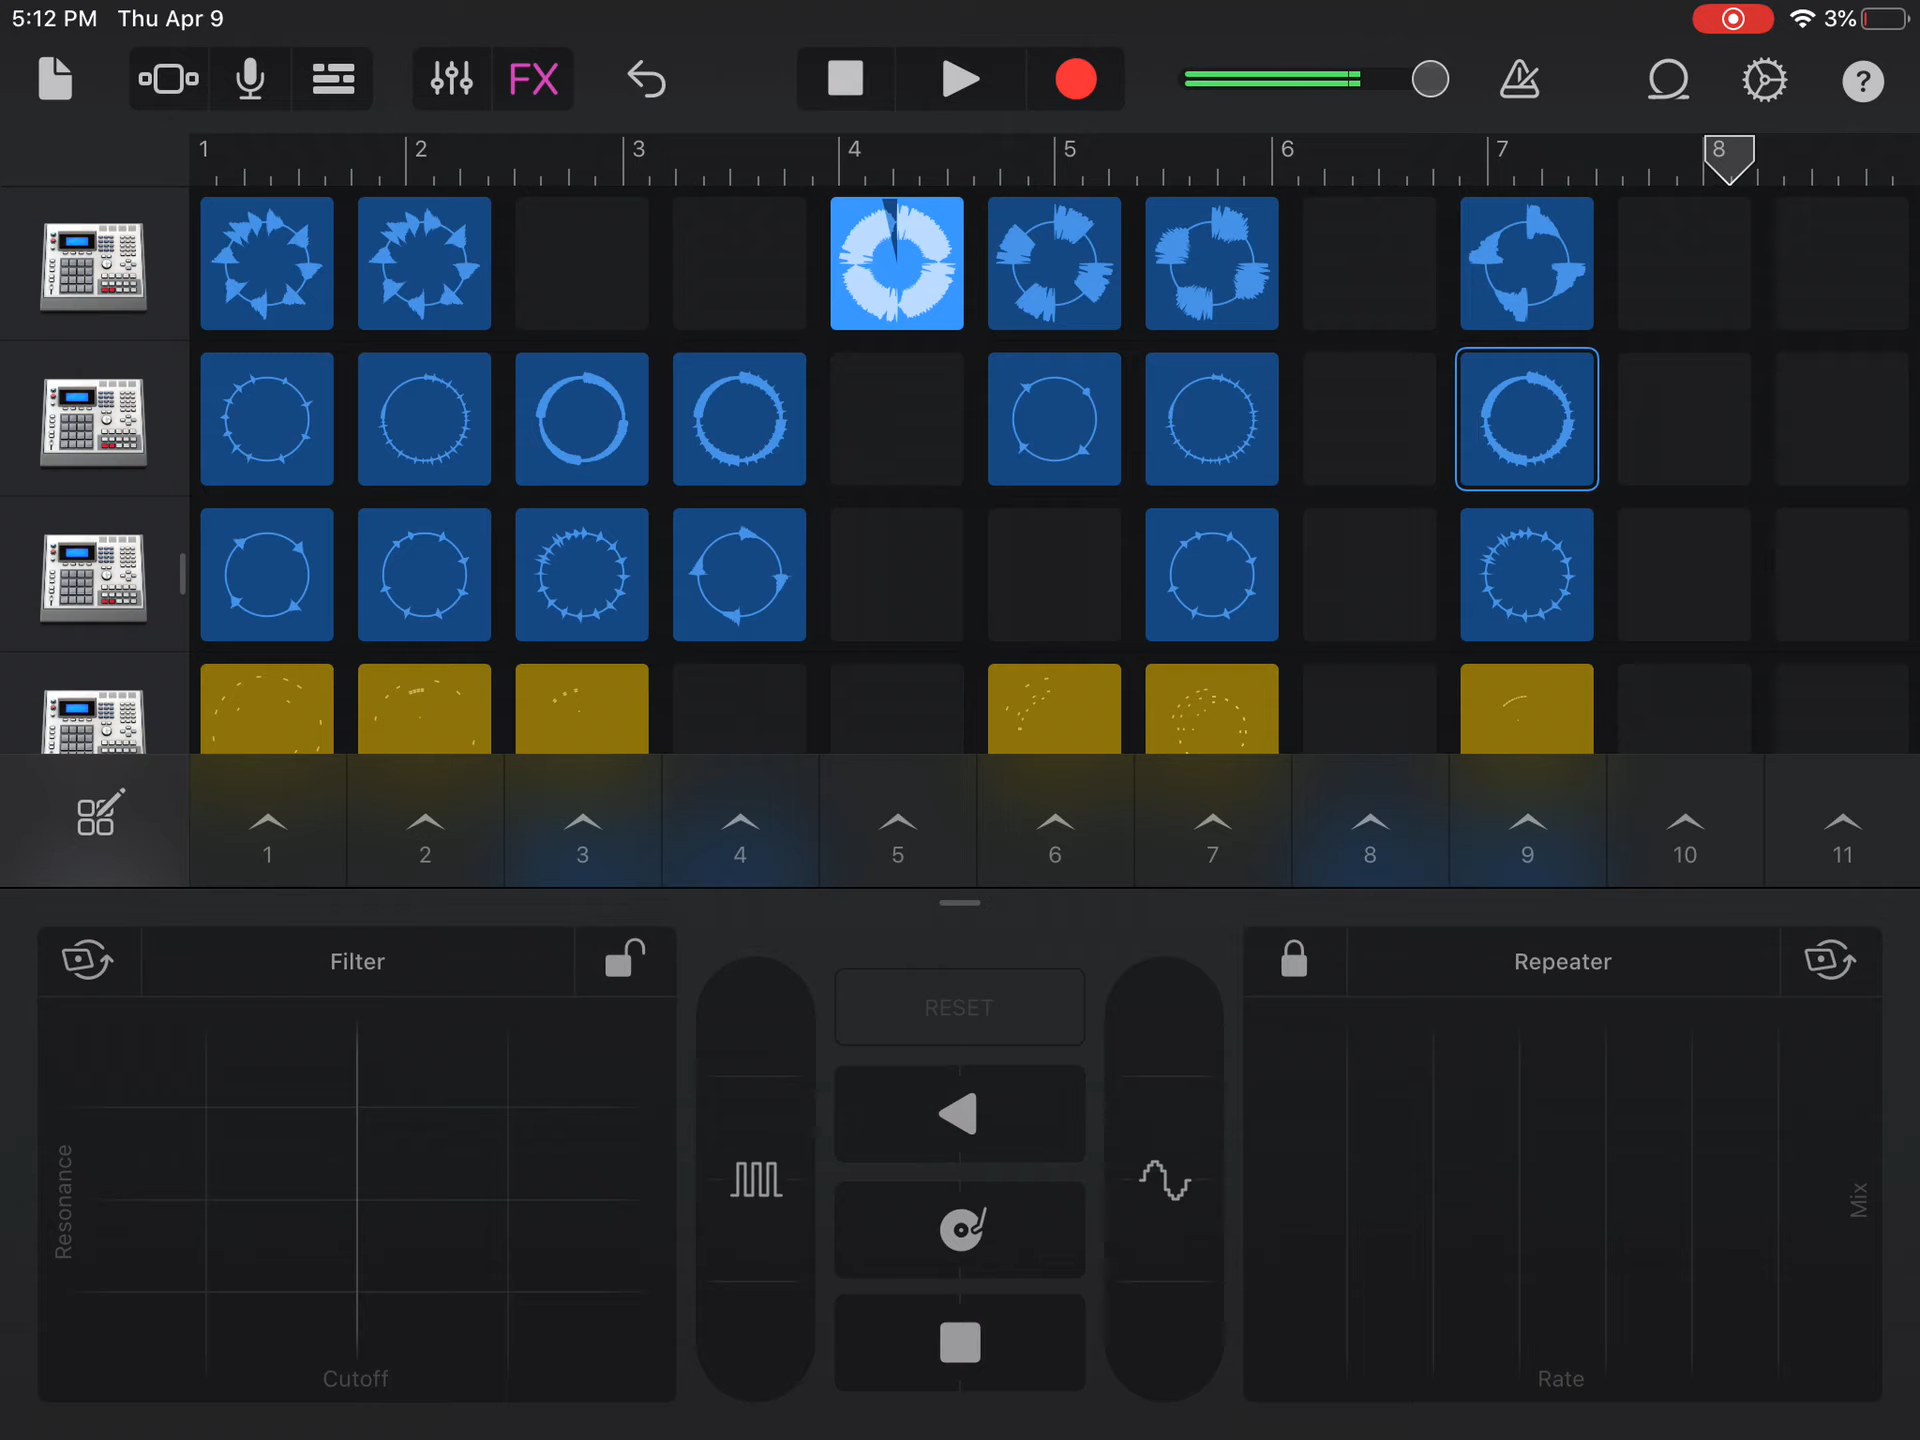 5:12 PM Thu Apr 9
3%
FX
?
1 2 3 4 5 6 7 8
1 2 3 4 5 6 7 8 9 10 11
Filter
RESET
Repeater
Resonance
Mix
Cutoff
Rate